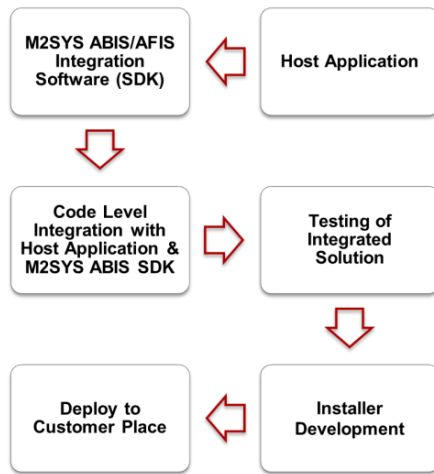 M2SYS ABIS/AFIS
Integration
Software (SDK)
Host Application
Code Level
Integration with
Host Application &
M2SYS ABIS SDK
Testing of
Integrated
Solution
Deploy to
Customer Place
Installer
Development